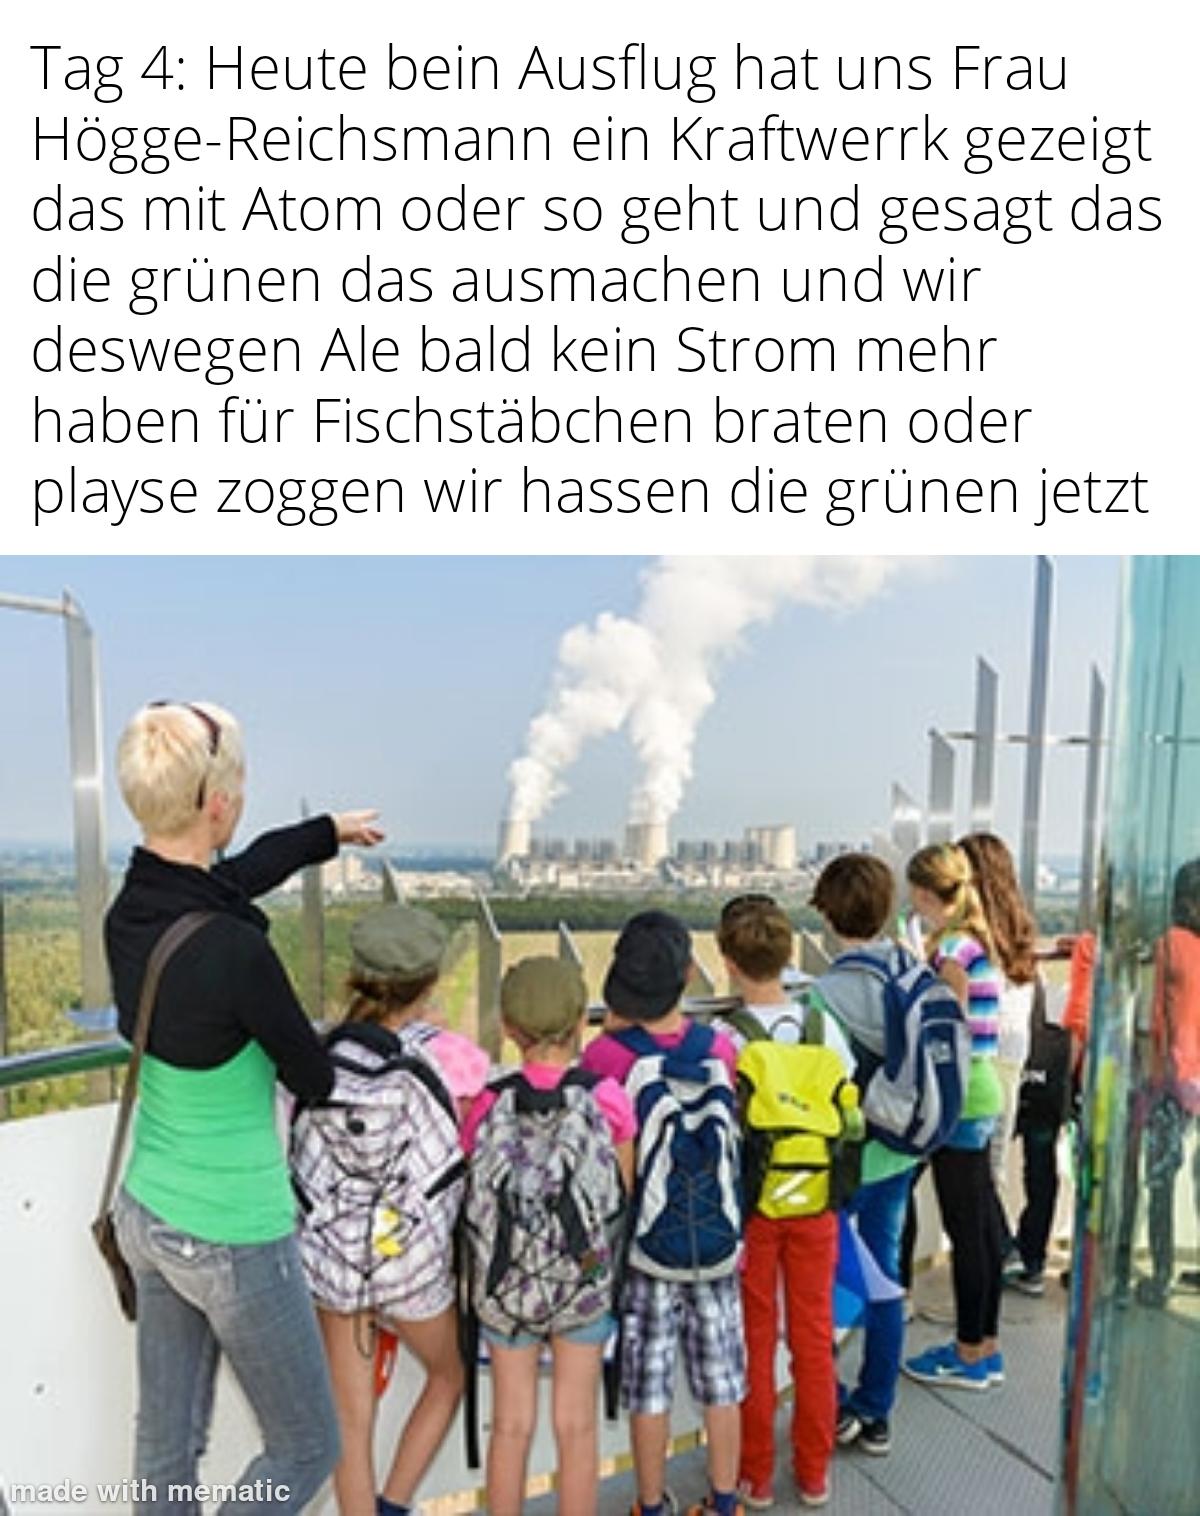 Tag 4: Heute bein Ausflug hat uns Frau
Högge-Reichsmann ein Kraftwerrk gezeigt
das mit Atom oder so geht und gesagt das
die grünen das ausmachen und wir
deswegen Ale bald kein Strom mehr
haben für Fischstäbchen braten oder
playse zoggen wir hassen die grünen jetzt
made with mematic